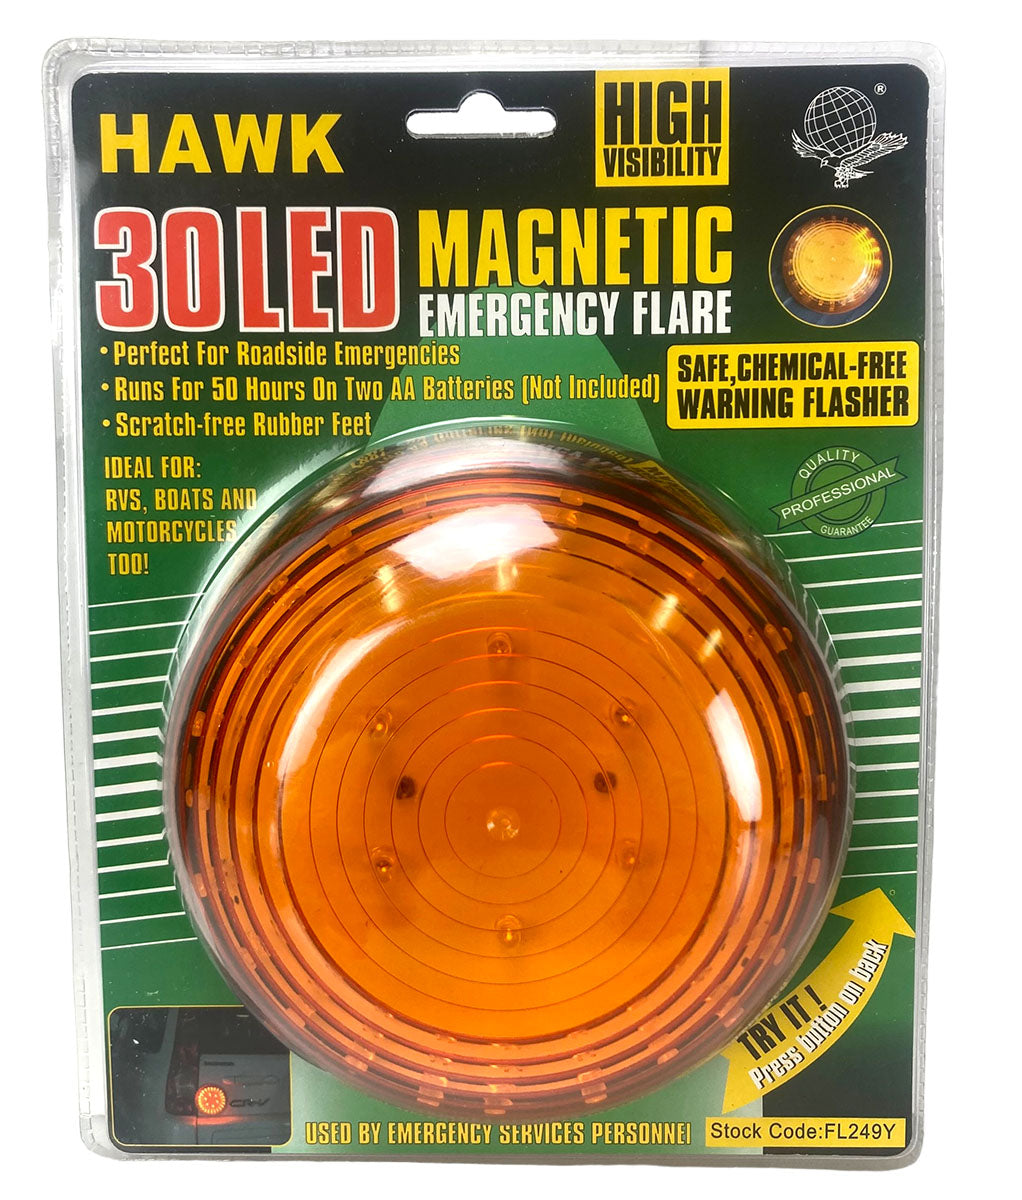 HAWK
HIGH
VISIBILITY
®
30 LED
MAGNETIC
EMERGENCY FLARE
• Perfect For Roadside Emergencies
• Runs For 50 Hours On Two AA Batteries (Not Included)
• Scratch-free Rubber Feet
SAFE,CHEMICAL-FREE
WARNING FLASHER
IDEAL FOR:
RVS, BOATS AND
MOTORCYCLES
TOO!
QUALITY
PROFESSIONAL
GUARANTEE
TRY IT !
Press button on back
CR-V
USED BY EMERGENCY SERVICES PERSONNEL
Stock Code:FL249Y